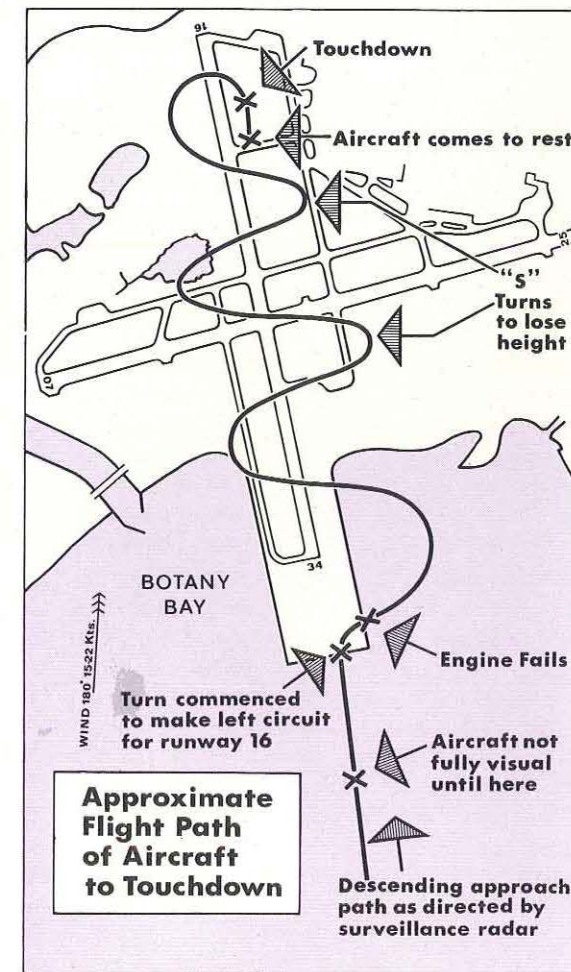 16
Touchdown
Aircraft comes to rest
25
"S"
Turns
to lose
height
07
34
BOTANY
BAY
WIND 180° 15-22 Kts.
Engine Fails
Turn commenced
to make left circuit
for runway 16
Aircraft not
fully visual
until here
Approximate
Flight Path
of Aircraft
to Touchdown
Descending approach
path as directed by
surveillance radar